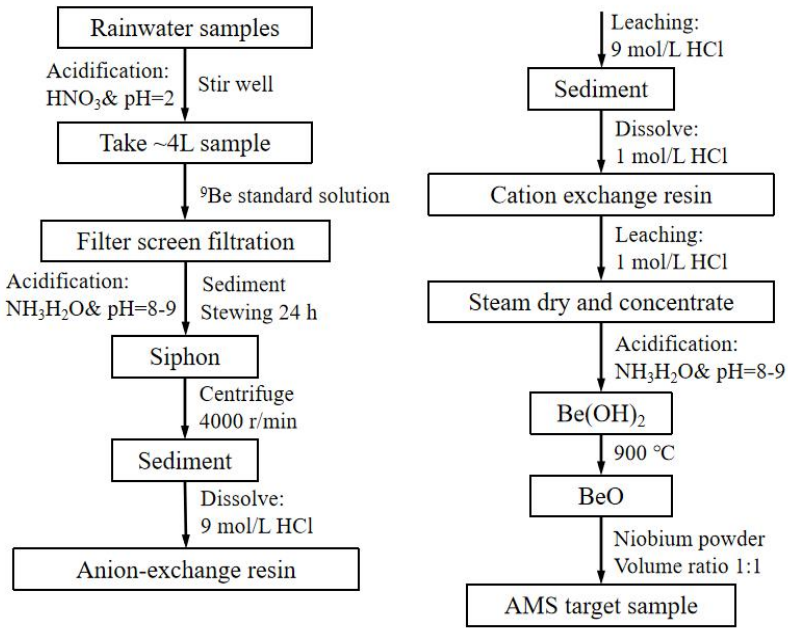 Rainwater samples
Acidification:
HNO₃& pH=2
Stir well
Take ~4L sample
⁹Be standard solution
Filter screen filtration
Acidification:
NH₃H₂O& pH=8-9
Sediment
Stewing 24 h
Siphon
Centrifuge
4000 r/min
Sediment
Dissolve:
9 mol/L HCl
Anion-exchange resin
Leaching:
9 mol/L HCl
Sediment
Dissolve:
1 mol/L HCl
Cation exchange resin
Leaching:
1 mol/L HCl
Steam dry and concentrate
Acidification:
NH₃H₂O& pH=8-9
Be(OH)₂
900 ℃
BeO
Niobium powder
Volume ratio 1:1
AMS target sample